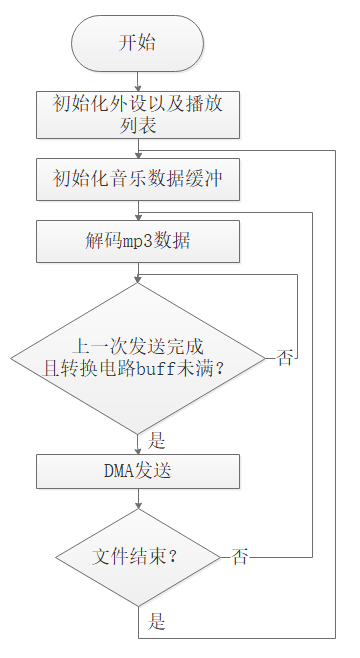 开始
初始化外设以及播放
列表
初始化音乐数据缓冲
解码mp3数据
上一次发送完成
且转换电路buff未满？
否
是
DMA发送
文件结束？
否
是